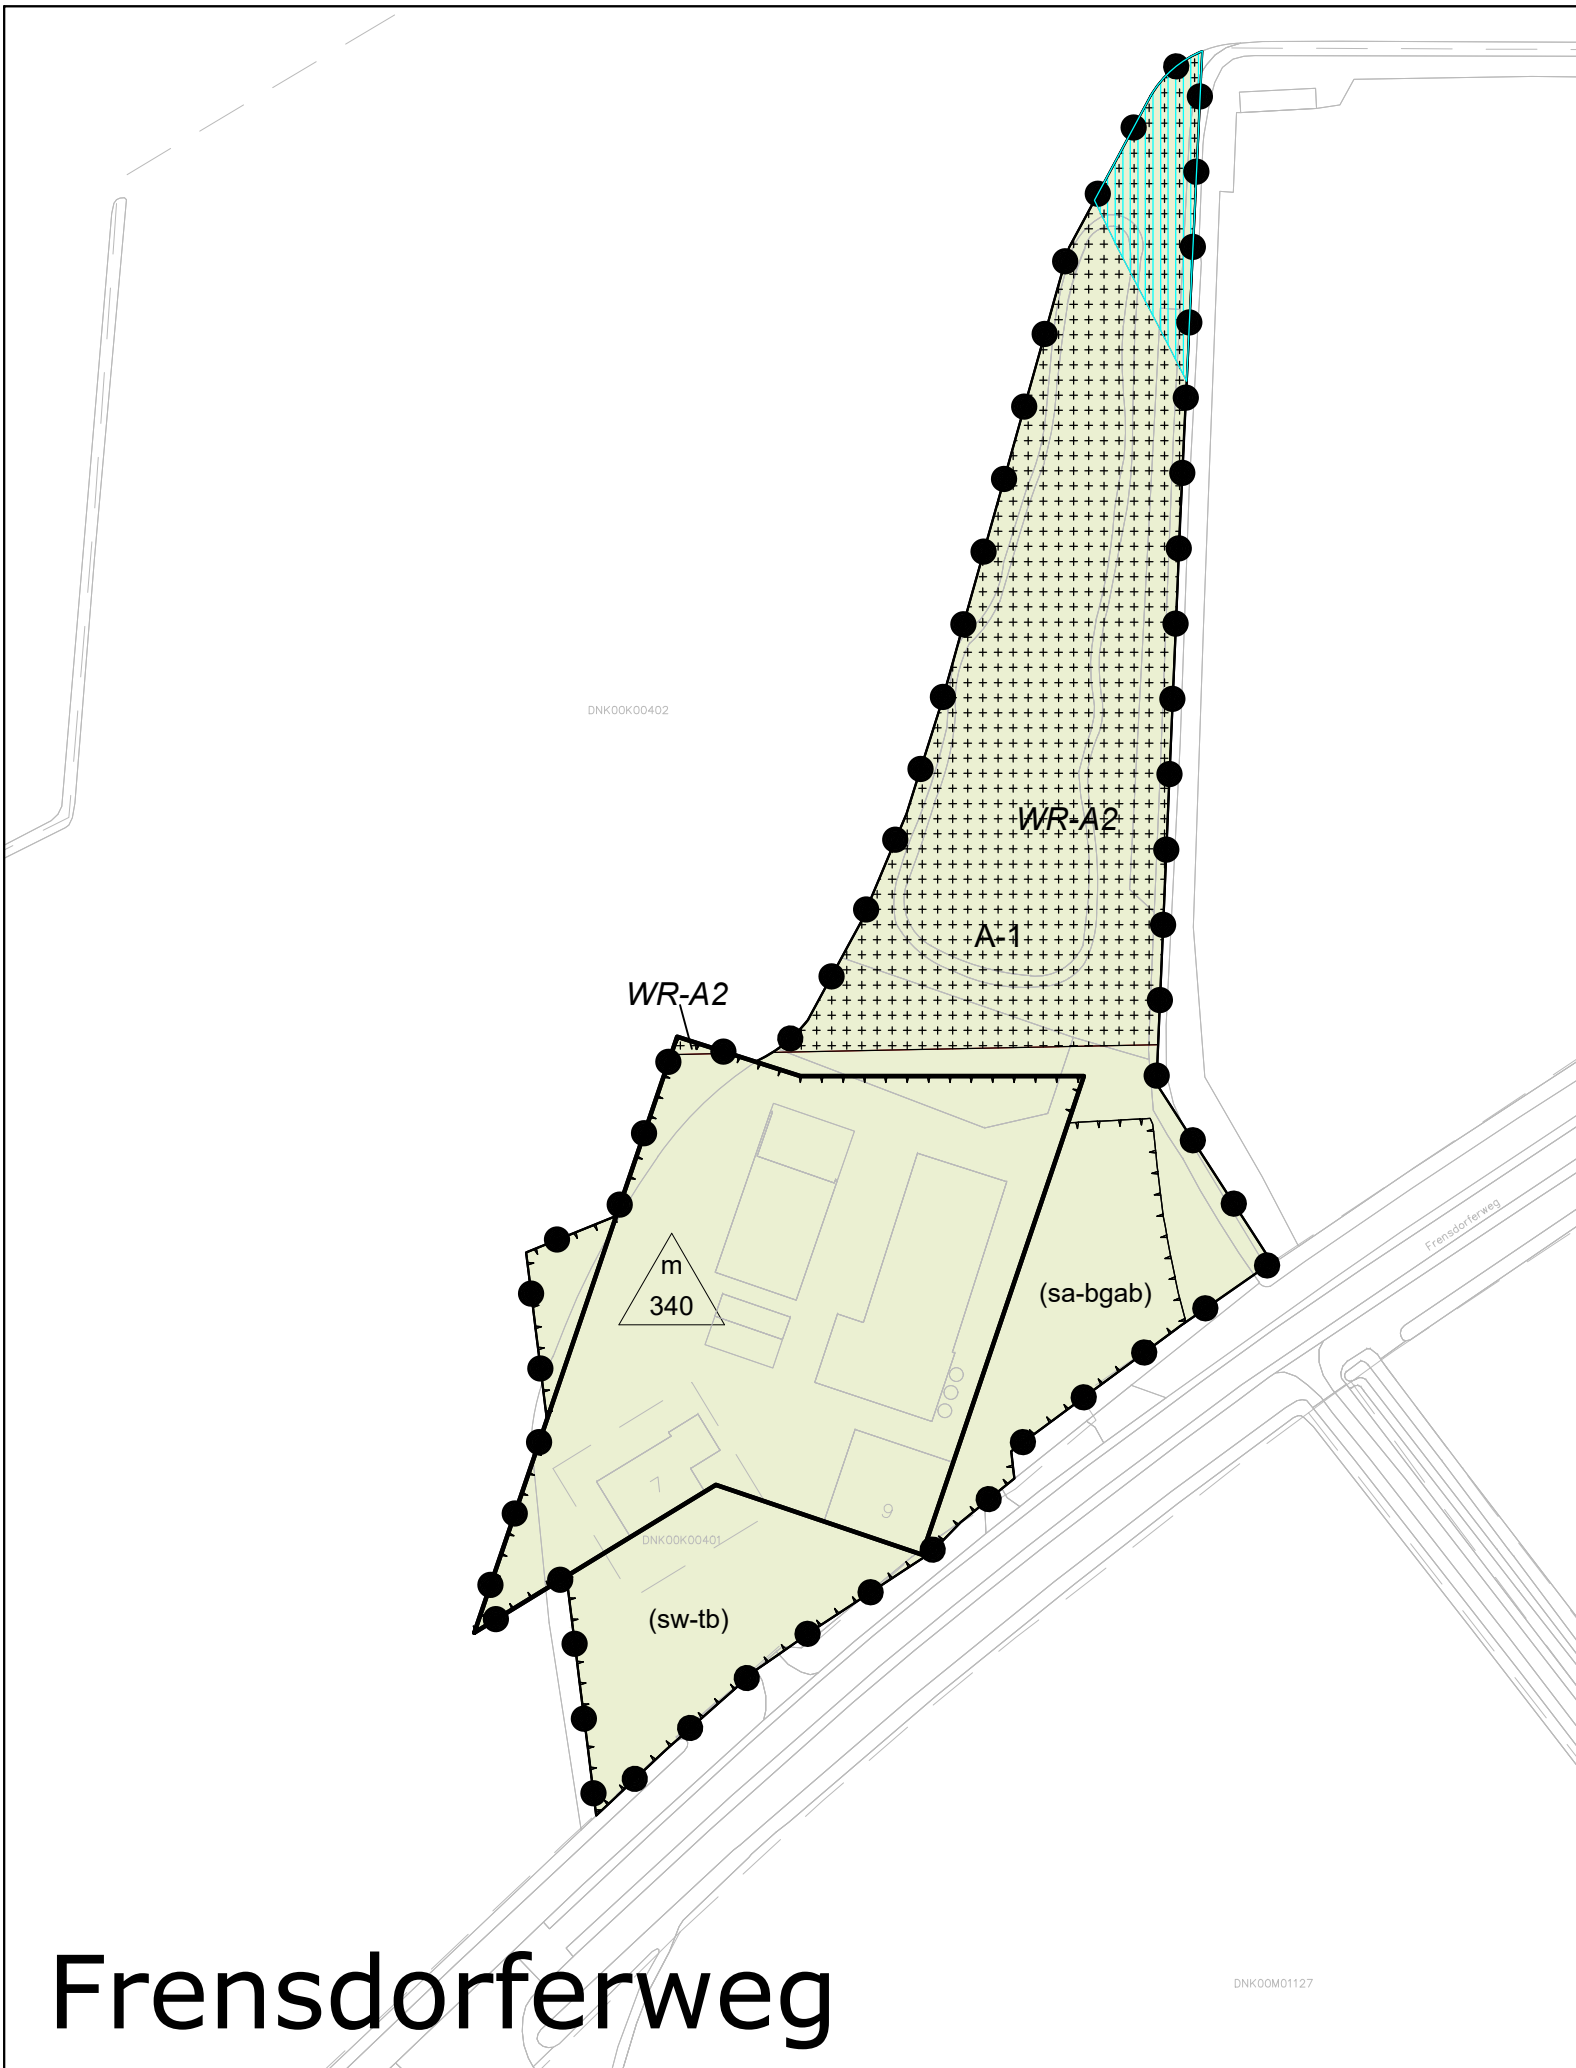 DNK00K00402
WR-A2
A-1
WR-A2
Frensdorferweg
m
340
(sa-bgab)
7
9
DNK00K00401
(sw-tb)
Frensdorferweg
DNK00M01127